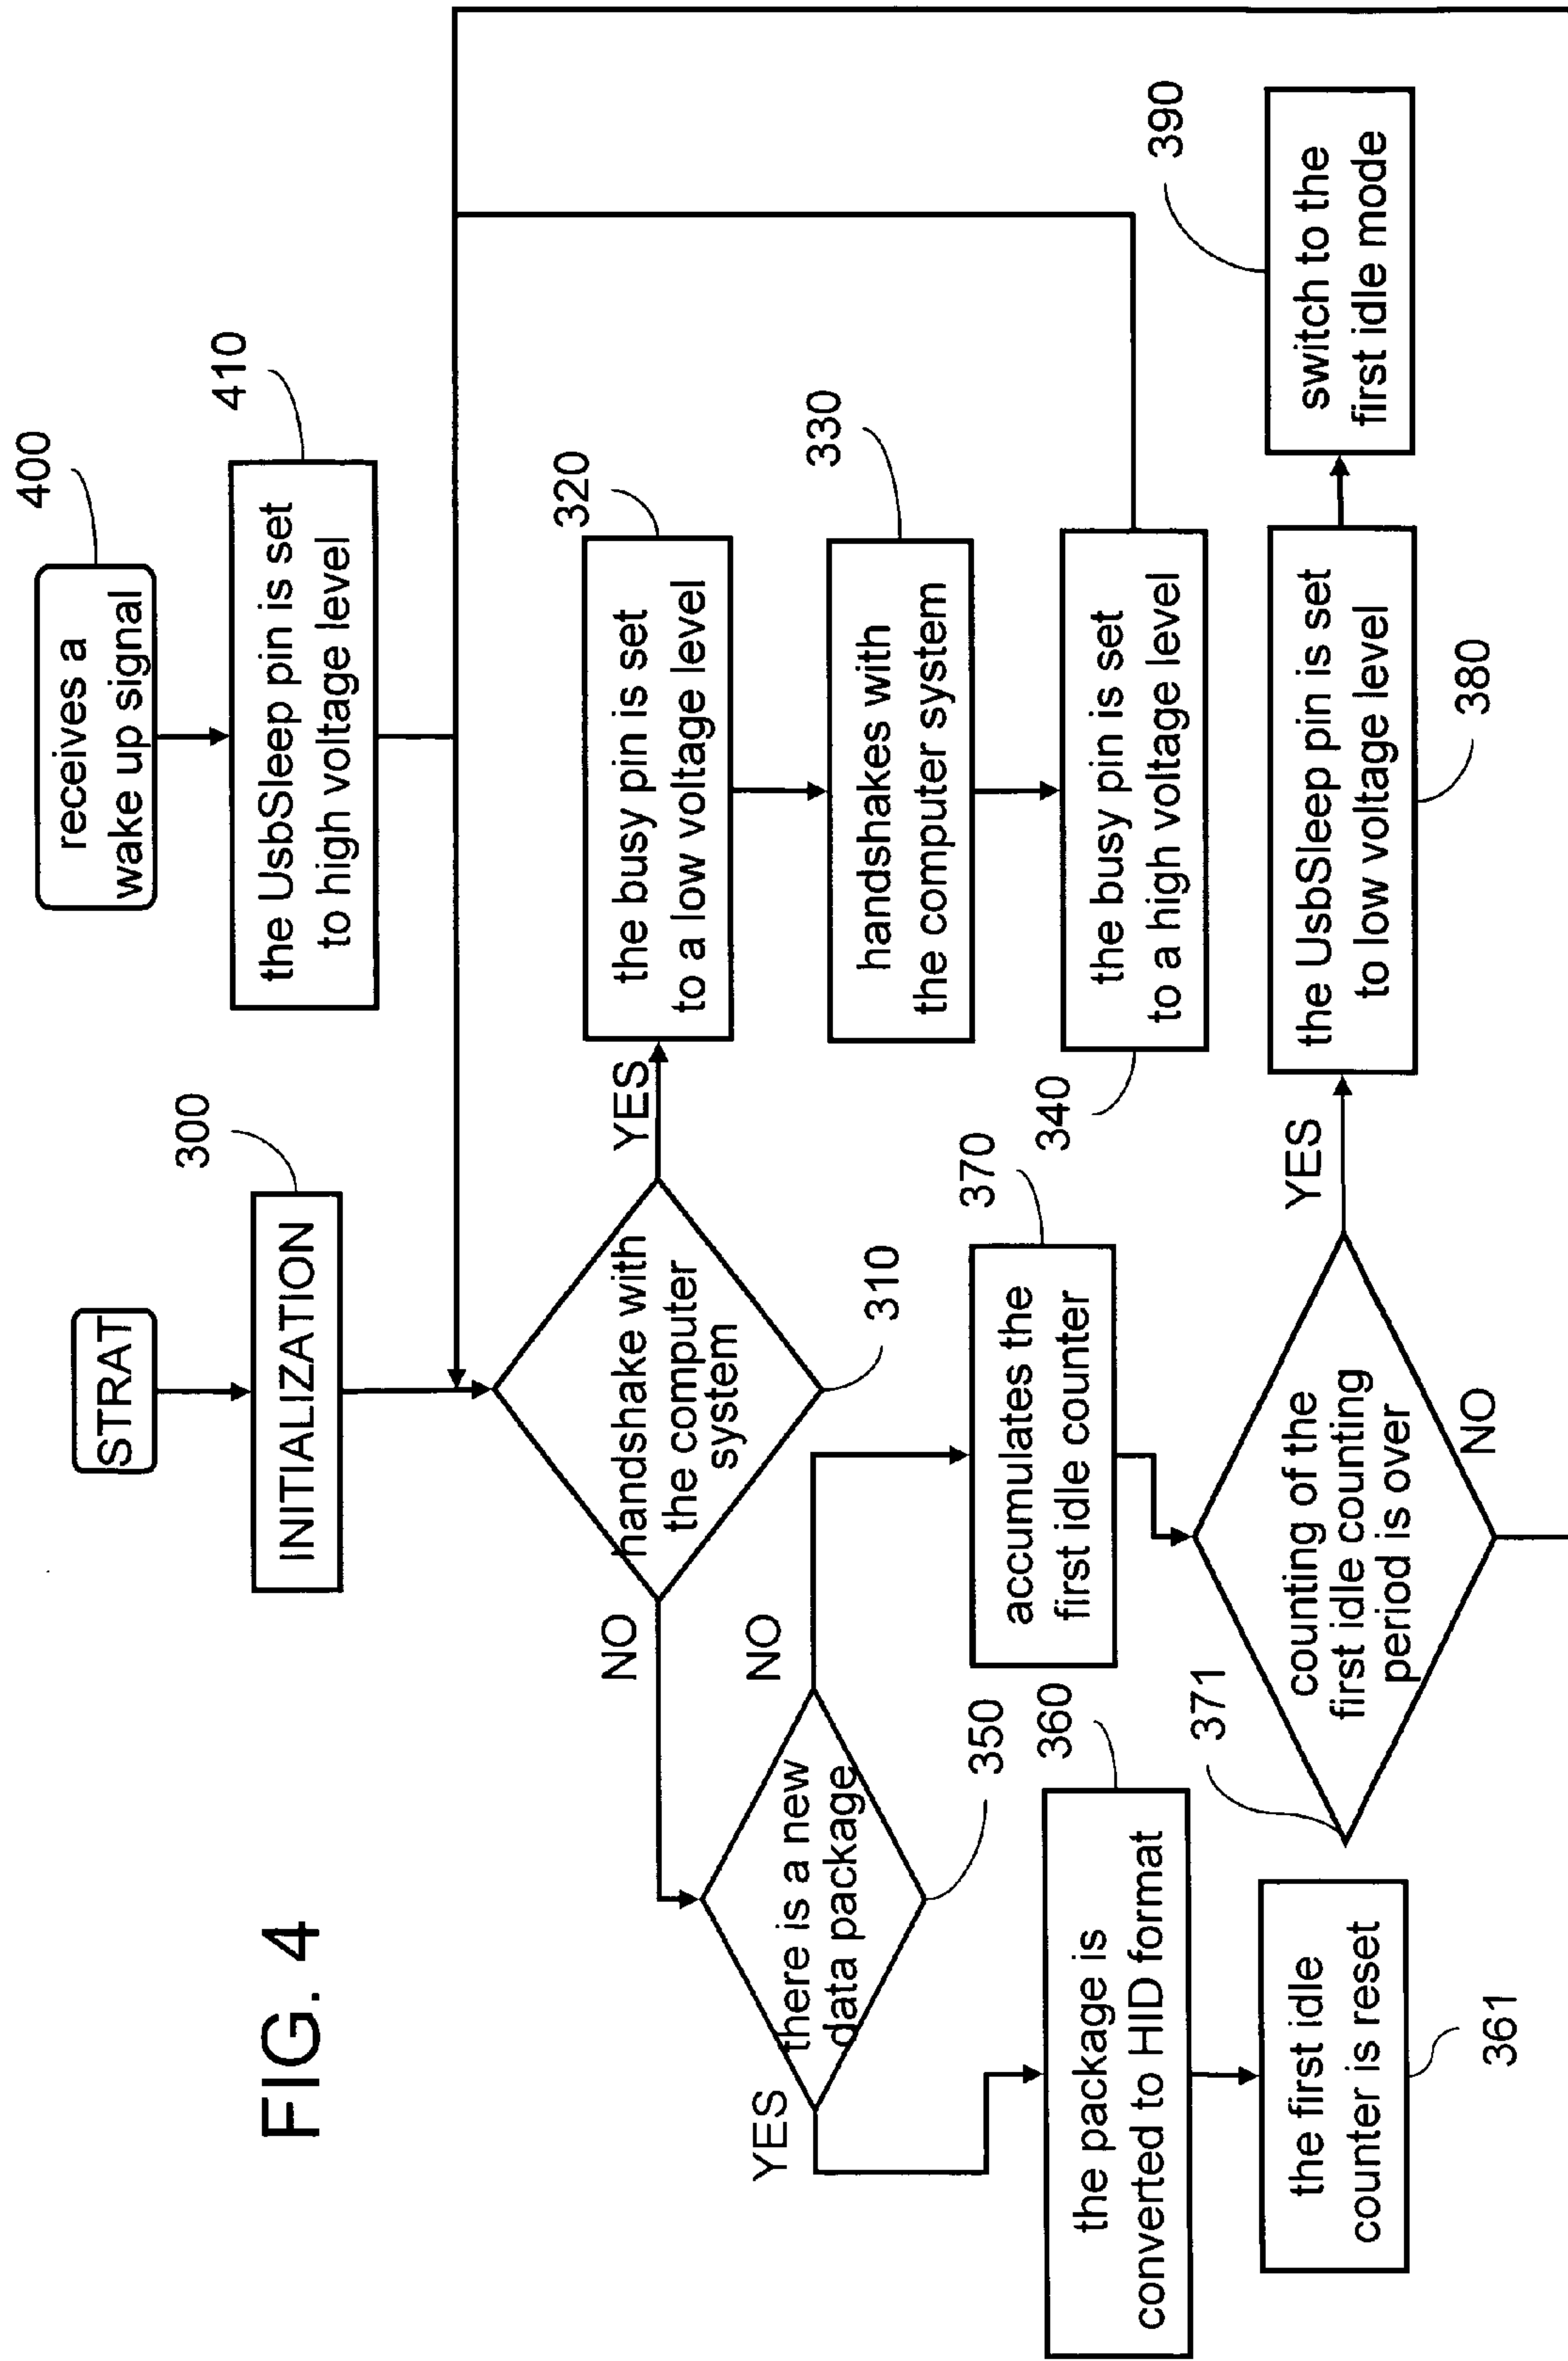 FIG. 4
STRAT
300
INITIALIZATION
400
receives a
wake up signal
410
the UsbSleep pin is set
to high voltage level
handshake with
the computer
system
310
YES
NO
320
the busy pin is set
to a low voltage level
330
handshakes with
the computer system
340
the busy pin is set
to a high voltage level
there is a new
data package
350
YES
NO
360
the package is
converted to HID format
the first idle
counter is reset
361
370
accumulates the
first idle counter
371
counting of the
first idle counting
period is over
YES
NO
the UsbSleep pin is set
to low voltage level
380
390
switch to the
first idle mode